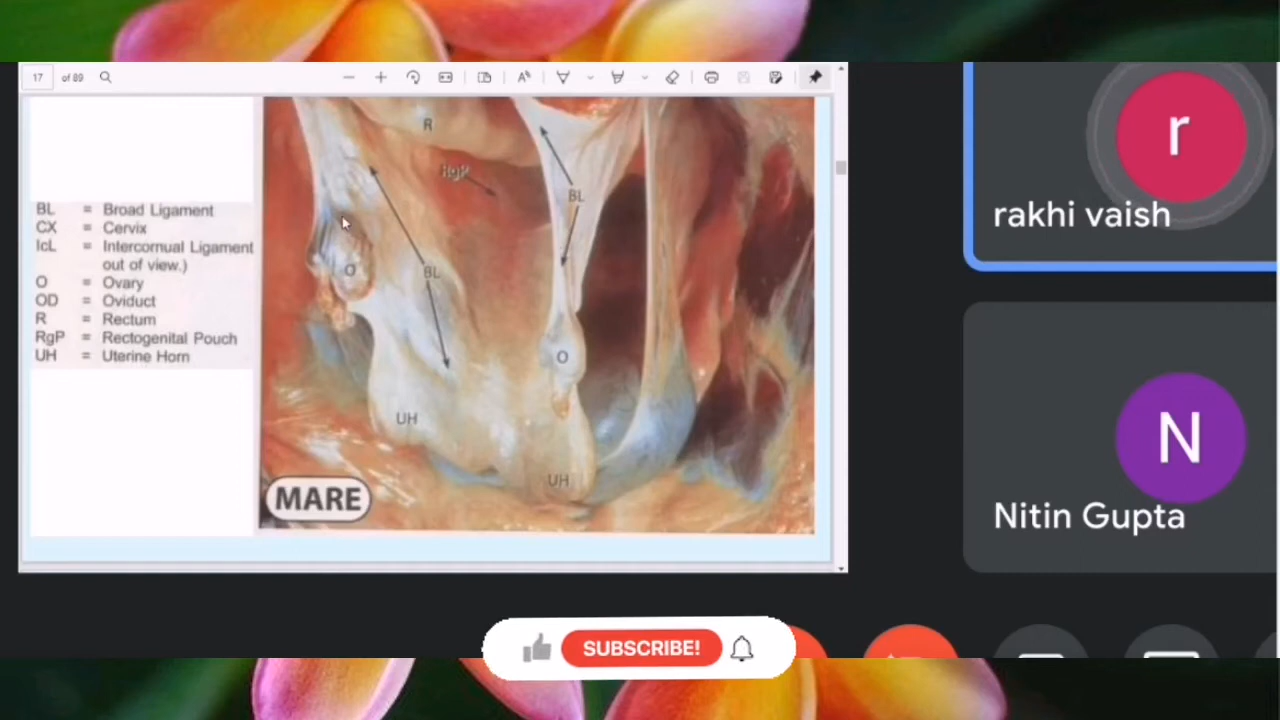 17 of 89
R
RgP
BL
BL = Broad Ligament
CX = Cervix
IcL = Intercornual Ligament
out of view.)
O = Ovary
OD = Oviduct
R = Rectum
RgP = Rectogenital Pouch
UH = Uterine Horn
O
BL
O
UH
UH
MARE
r
rakhi vaish
N
Nitin Gupta
SUBSCRIBE!